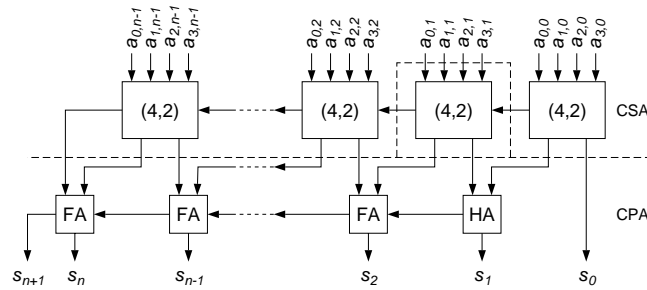 a0,n-1 a1,n-1 a2,n-1 a3,n-1 a0,2 a1,2 a2,2 a3,2 a0,1 a1,1 a2,1 a3,1 a0,0 a1,0 a2,0 a3,0
(4,2) (4,2) (4,2) (4,2) CSA
FA FA FA HA CPA
sn+1 sn sn-1 s2 s1 s0